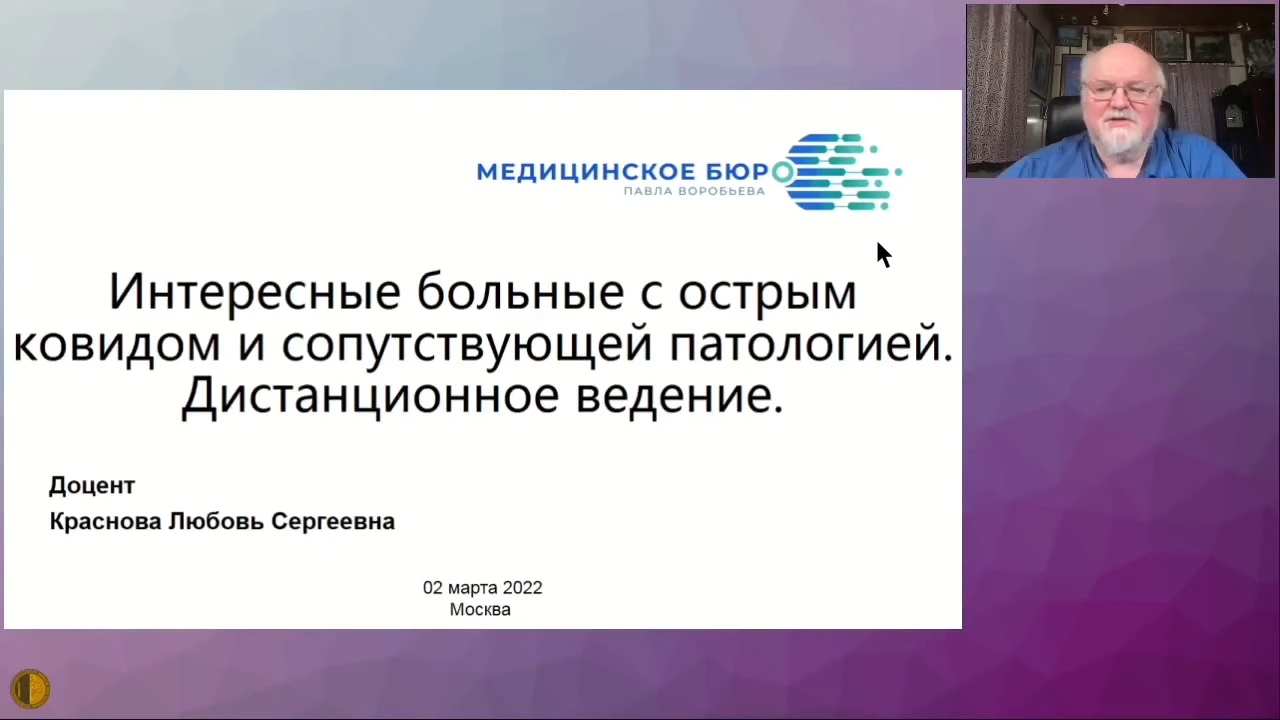 МЕДИЦИНСКОЕ БЮРО
ПАВЛА ВОРОБЬЕВА
Интересные больные с острым
ковидом и сопутствующей патологией.
Дистанционное ведение.
Доцент
Краснова Любовь Сергеевна
02 марта 2022
Москва